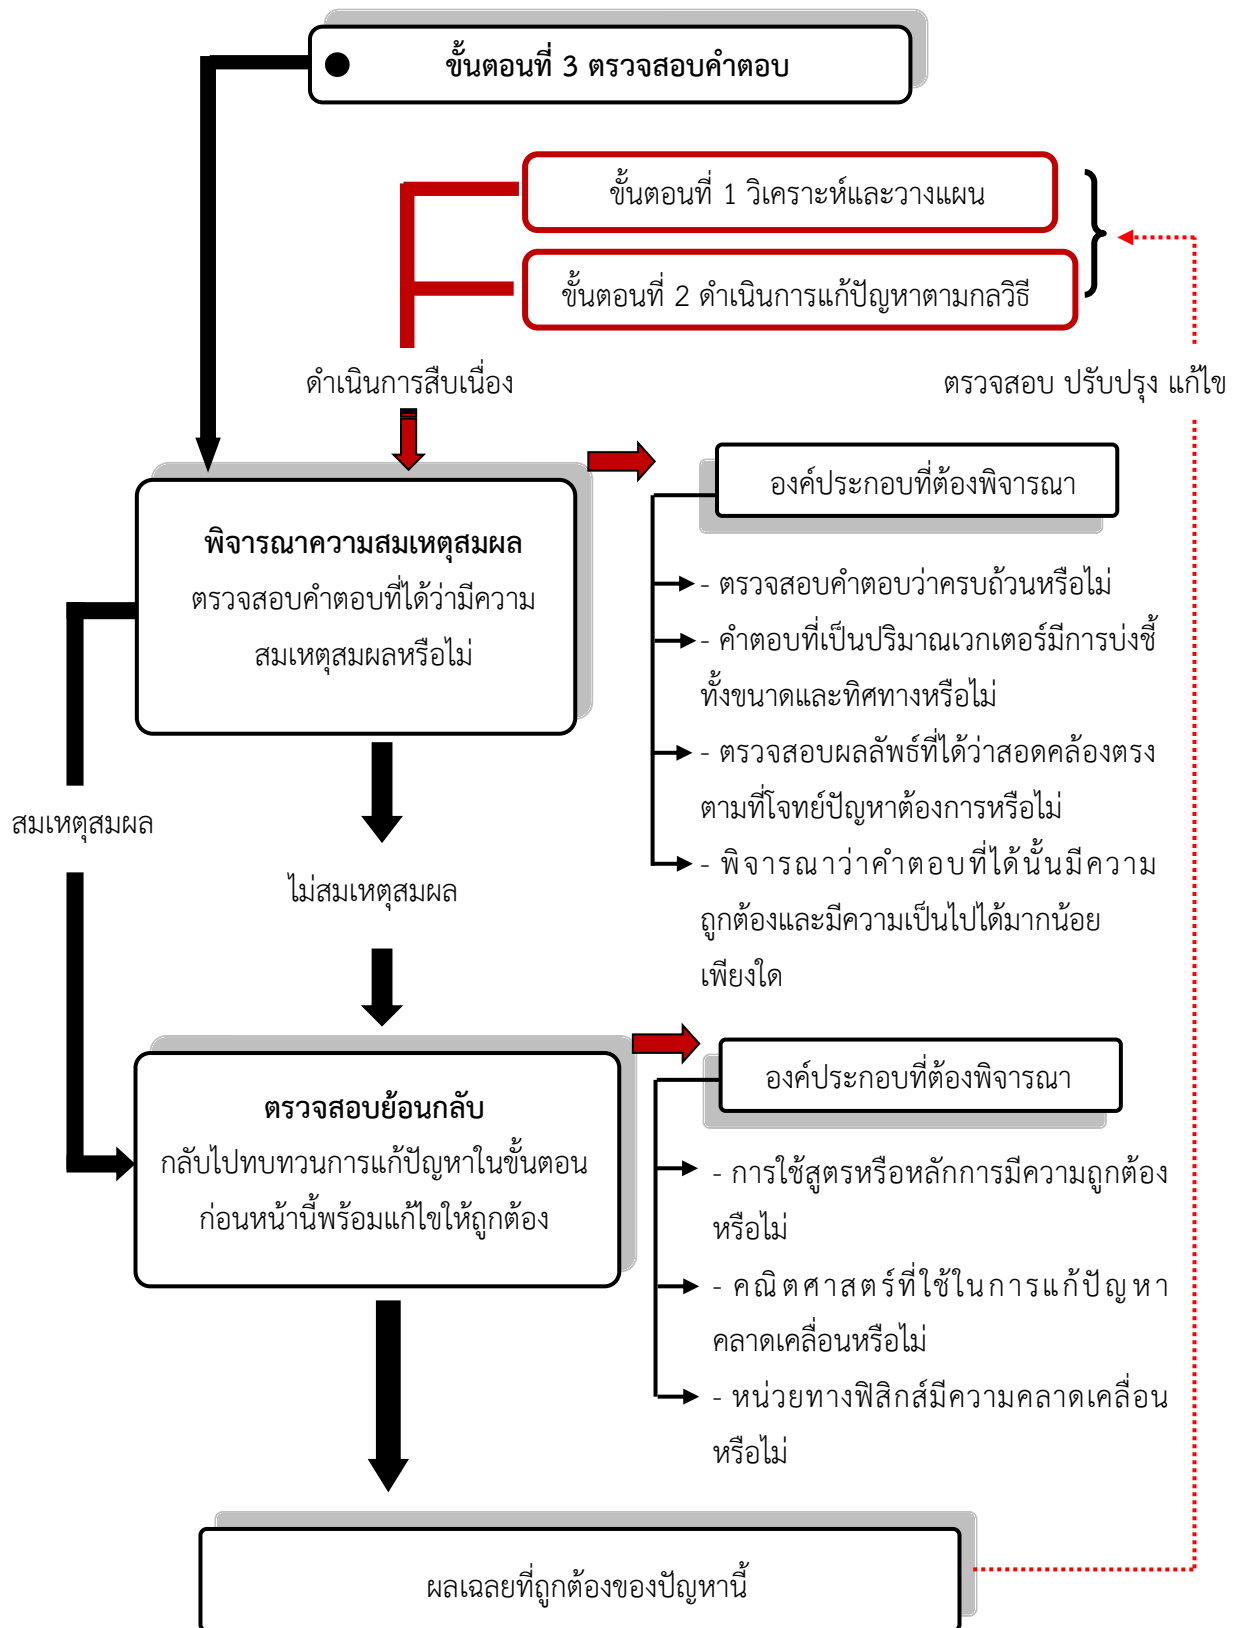 ขั้นตอนที่ 3 ตรวจสอบคำตอบ
ขั้นตอนที่ 1 วิเคราะห์และวางแผน
ขั้นตอนที่ 2 ดำเนินการแก้ปัญหาตามกลวิธี
ดำเนินการสืบเนื่อง
ตรวจสอบ ปรับปรุง แก้ไข
พิจารณาความสมเหตุสมผล
ตรวจสอบคำตอบที่ได้ว่ามีความ
สมเหตุสมผลหรือไม่
องค์ประกอบที่ต้องพิจารณา
- ตรวจสอบคำตอบว่าครบถ้วนหรือไม่
- คำตอบที่เป็นปริมาณเวกเตอร์มีการบ่งชี้
ทั้งขนาดและทิศทางหรือไม่
- ตรวจสอบผลลัพธ์ที่ได้ว่าสอดคล้องตรง
ตามที่โจทย์ปัญหาต้องการหรือไม่
- พิจารณาว่าคำตอบที่ได้นั้นมีความ
ถูกต้องและมีความเป็นไปได้มากน้อย
เพียงใด
สมเหตุสมผล
ไม่สมเหตุสมผล
ตรวจสอบย้อนกลับ
กลับไปทบทวนการแก้ปัญหาในขั้นตอน
ก่อนหน้านี้พร้อมแก้ไขให้ถูกต้อง
องค์ประกอบที่ต้องพิจารณา
- การใช้สูตรหรือหลักการมีความถูกต้อง
หรือไม่
- คณิตศาสตร์ที่ใช้ในการแก้ปัญหา
คลาดเคลื่อนหรือไม่
- หน่วยทางฟิสิกส์มีความคลาดเคลื่อน
หรือไม่
ผลเฉลยที่ถูกต้องของปัญหานี้